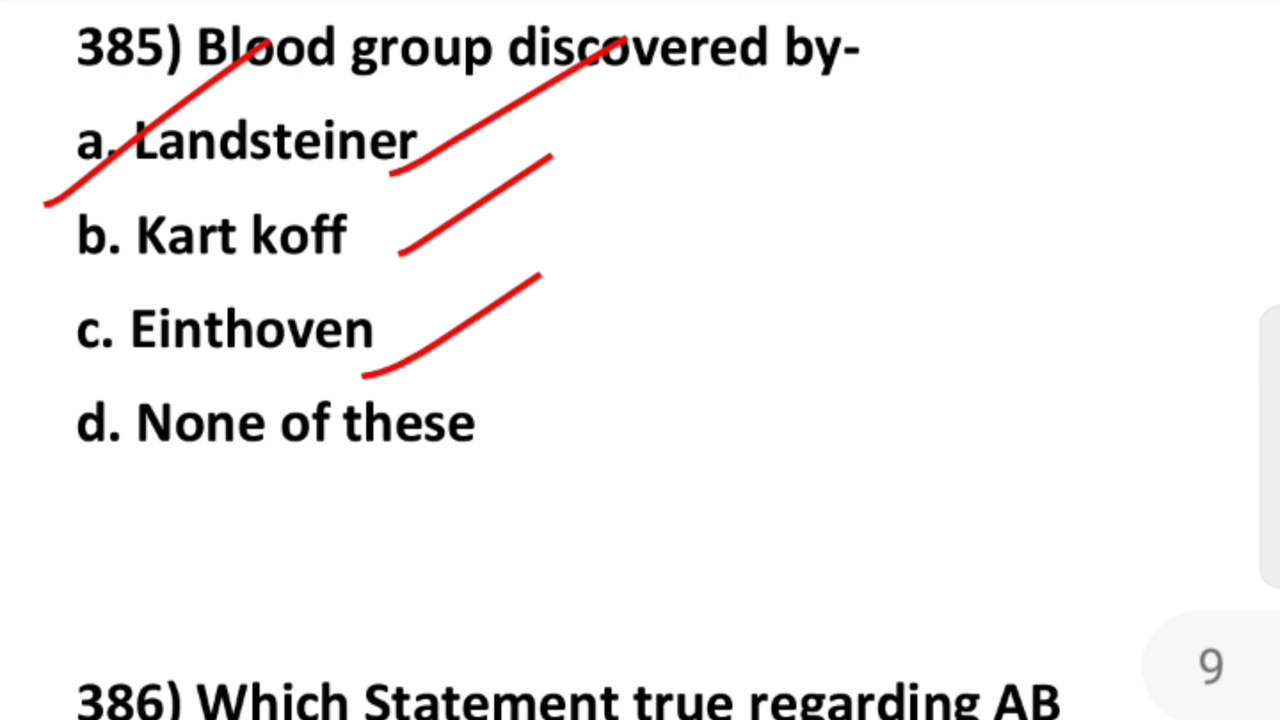 385) Blood group discovered by-
a. Landsteiner
b. Kart koff
c. Einthoven
d. None of these
9
386) Which Statement true regarding AB